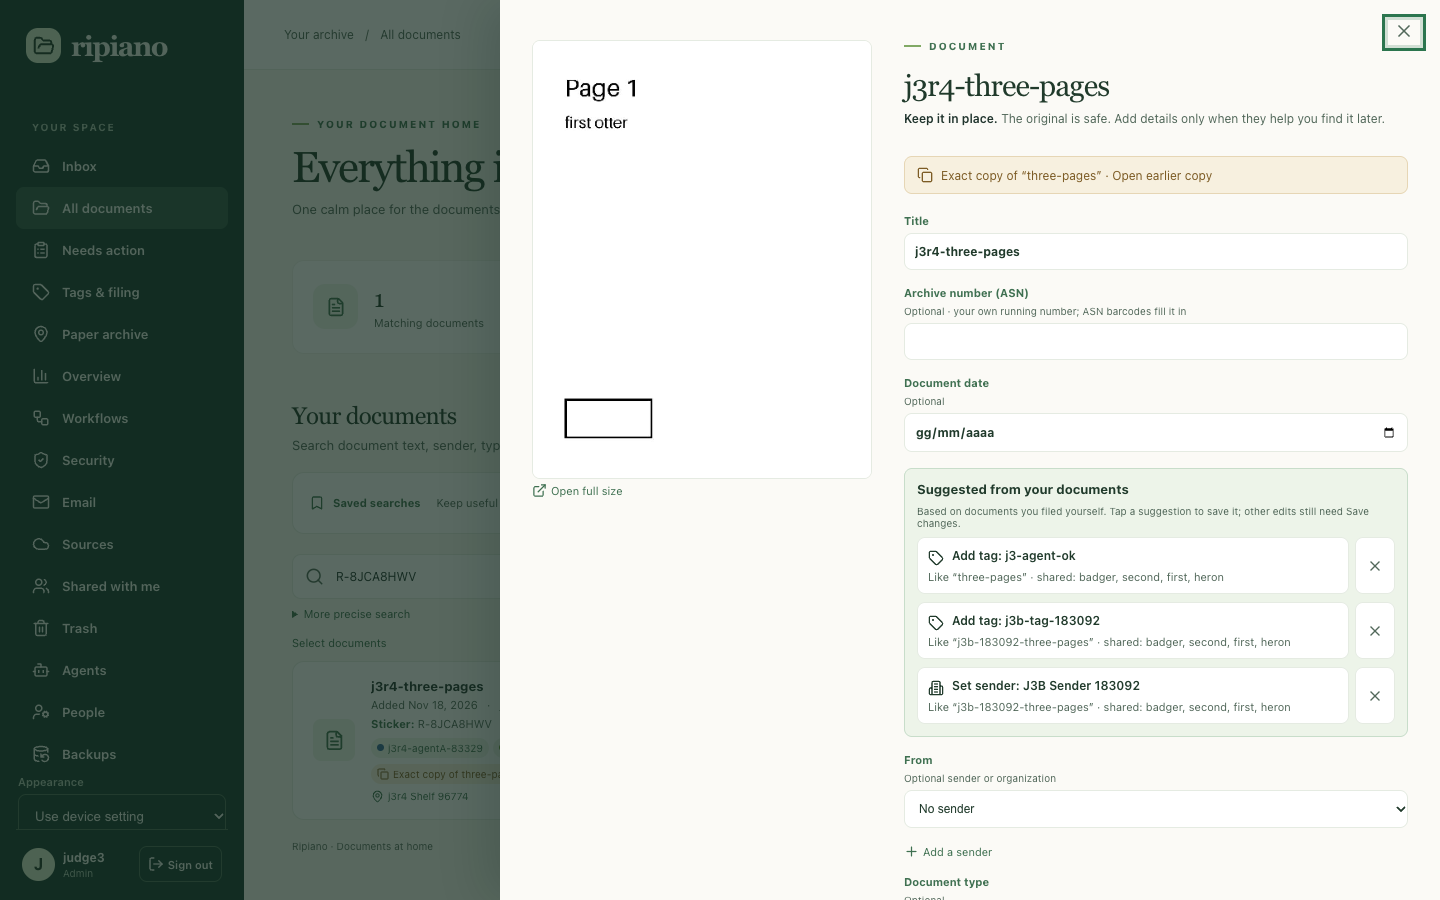 ripiano
YOUR SPACE
Inbox
All documents
Needs action
Tags & filing
Paper archive
Overview
Workflows
Security
Email
Sources
Shared with me
Trash
Agents
People
Backups
Appearance
Use device setting
J
judge3
Admin
Sign out
Your archive / All documents
YOUR DOCUMENT HOME
Everything i
One calm place for the documents
1
Matching documents
Your documents
Search document text, sender, typ
Saved searches Keep useful
R-8JCA8HWV
More precise search
Select documents
j3r4-three-pages
Added Nov 18, 2026 ·
Sticker: R-8JCA8HWV
j3r4-agentA-83329
Exact copy of three-pa
j3r4 Shelf 96774
Ripiano · Documents at home
Page 1
first otter
Open full size
DOCUMENT
j3r4-three-pages
Keep it in place. The original is safe. Add details only when they help you find it later.
Exact copy of “three-pages” · Open earlier copy
Title
j3r4-three-pages
Archive number (ASN)
Optional · your own running number; ASN barcodes fill it in
Document date
Optional
gg/mm/aaaa
Suggested from your documents
Based on documents you filed yourself. Tap a suggestion to save it; other edits still need Save
changes.
Add tag: j3-agent-ok
Like “three-pages” · shared: badger, second, first, heron
Add tag: j3b-tag-183092
Like “j3b-183092-three-pages” · shared: badger, second, first, heron
Set sender: J3B Sender 183092
Like “j3b-183092-three-pages” · shared: badger, second, first, heron
From
Optional sender or organization
No sender
Add a sender
Document type
Optional